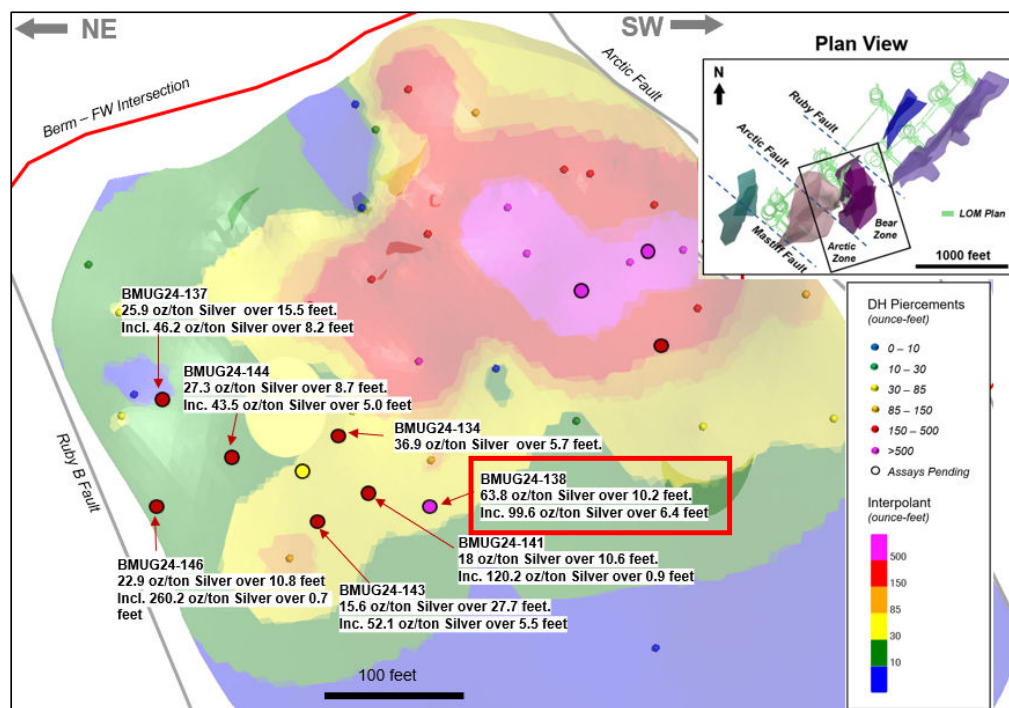 NE
SW
Berm – FW Intersection
Arctic Fault
Plan View
N
Ruby Fault
Arctic Fault
Mastiff Fault
Arctic
Zone
Bear
Zone
LOM Plan
1000 feet
BMUG24-137
25.9 oz/ton Silver over 15.5 feet.
Incl. 46.2 oz/ton Silver over 8.2 feet
BMUG24-144
27.3 oz/ton Silver over 8.7 feet.
Inc. 43.5 oz/ton Silver over 5.0 feet
BMUG24-134
36.9 oz/ton Silver over 5.7 feet.
BMUG24-138
63.8 oz/ton Silver over 10.2 feet.
Inc. 99.6 oz/ton Silver over 6.4 feet
BMUG24-141
18 oz/ton Silver over 10.6 feet.
Inc. 120.2 oz/ton Silver over 0.9 feet
BMUG24-146
22.9 oz/ton Silver over 10.8 feet
Incl. 260.2 oz/ton Silver over 0.7
feet
BMUG24-143
15.6 oz/ton Silver over 27.7 feet.
Inc. 52.1 oz/ton Silver over 5.5 feet
Ruby B Fault
100 feet
DH Piercements
(ounce-feet)
0 – 10
10 – 30
30 – 85
85 – 150
150 – 500
>500
Assays Pending
Interpolant
(ounce-feet)
500
150
85
30
10